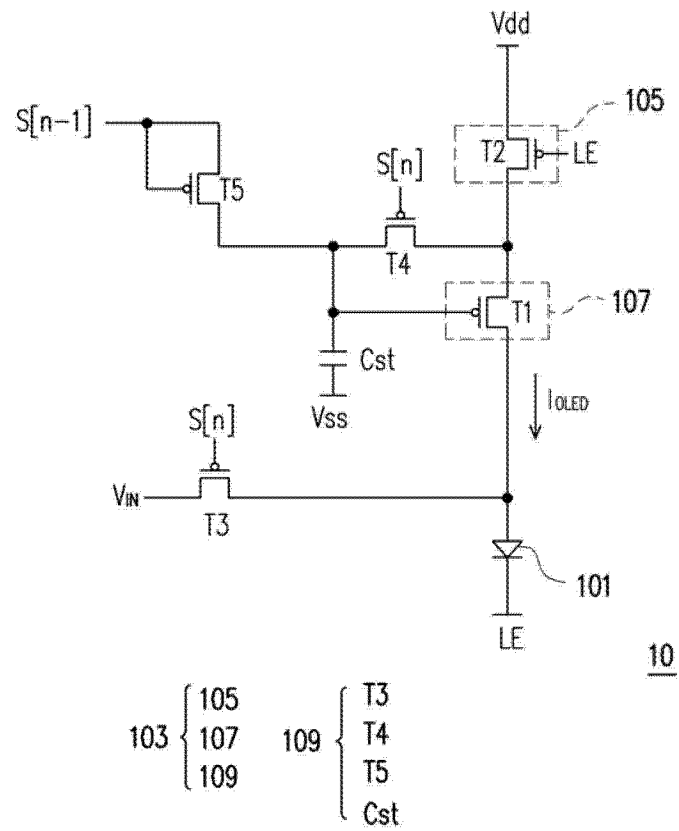 Vdd
105
S[n-1]
T2
LE
S[n]
T5
T4
107
T1
Cst
IOLED
Vss
S[n]
VIN
T3
101
LE
10
103 { 105 107 109
109 { T3 T4 T5 Cst